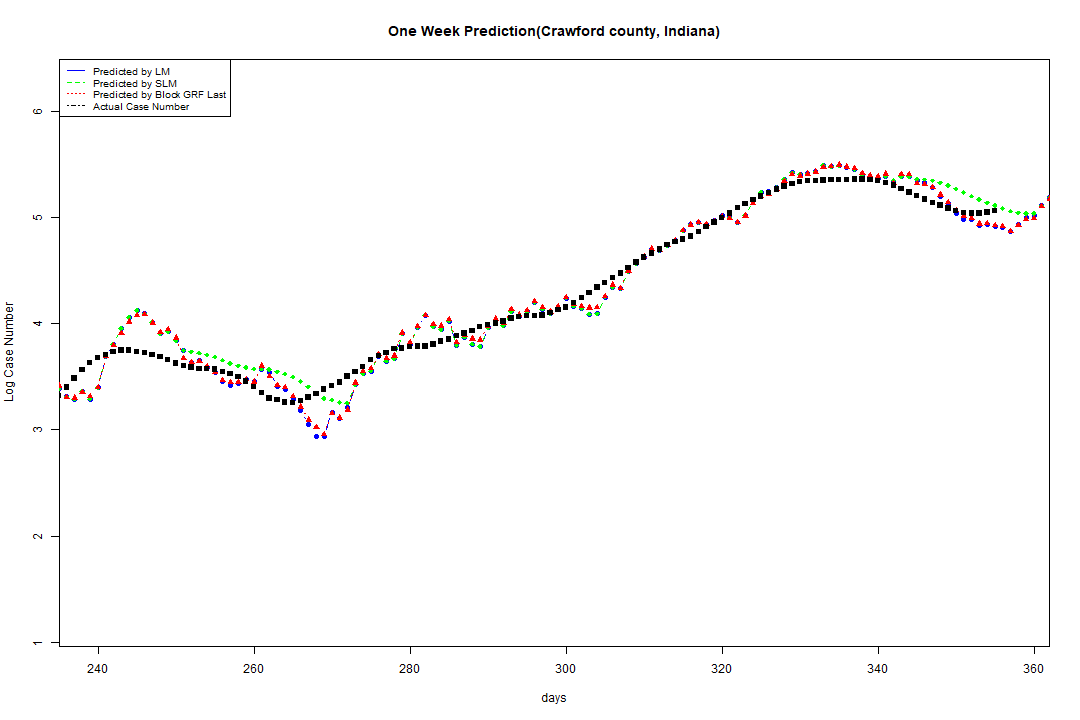 One Week Prediction(Crawford county, Indiana)
Predicted by LM
Predicted by SLM
Predicted by Block GRF Last
Actual Case Number
6
5
4
3
2
1
Log Case Number
240 260 280 300 320 340 360
days